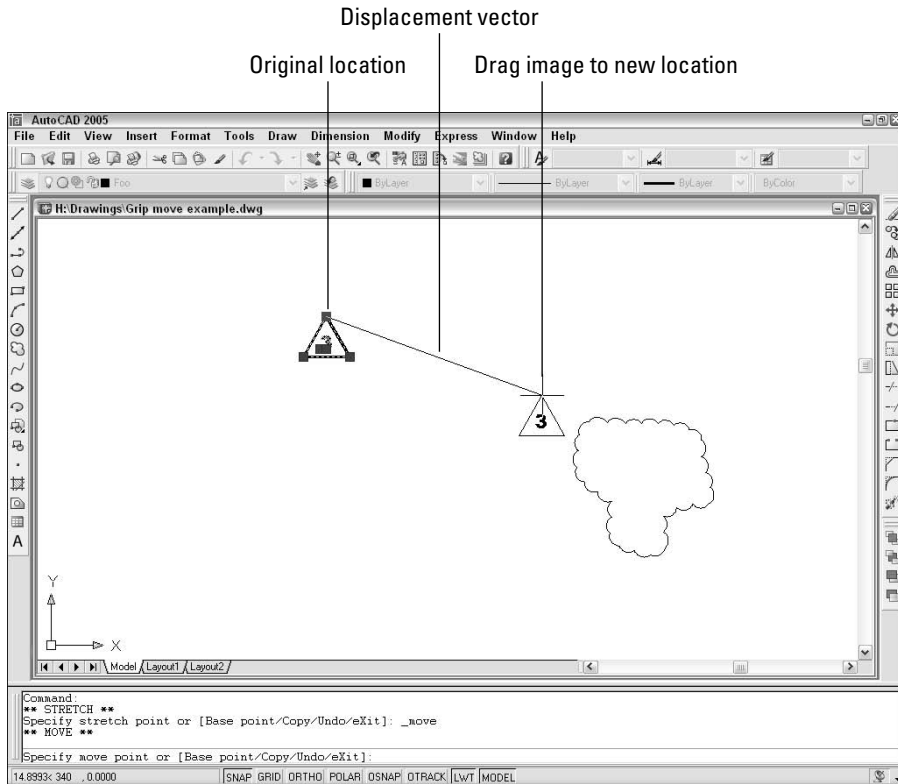 Displacement vector
Original location
Drag image to new location
AutoCAD 2005
File Edit View Insert Format Tools Draw Dimension Modify Express Window Help
A
Foo
ByLayer
ByLayer
ByLayer
ByColor
H:\Drawings\Grip move example.dwg
3
A
Y
X
Model Layout1 Layout2
Command:
** STRETCH **
Specify stretch point or [Base point/Copy/Undo/eXit]: _move
** MOVE **
Specify move point or [Base point/Copy/Undo/eXit]:
14.8993< 340 , 0.0000 SNAP GRID ORTHO POLAR OSNAP OTRACK LWT MODEL